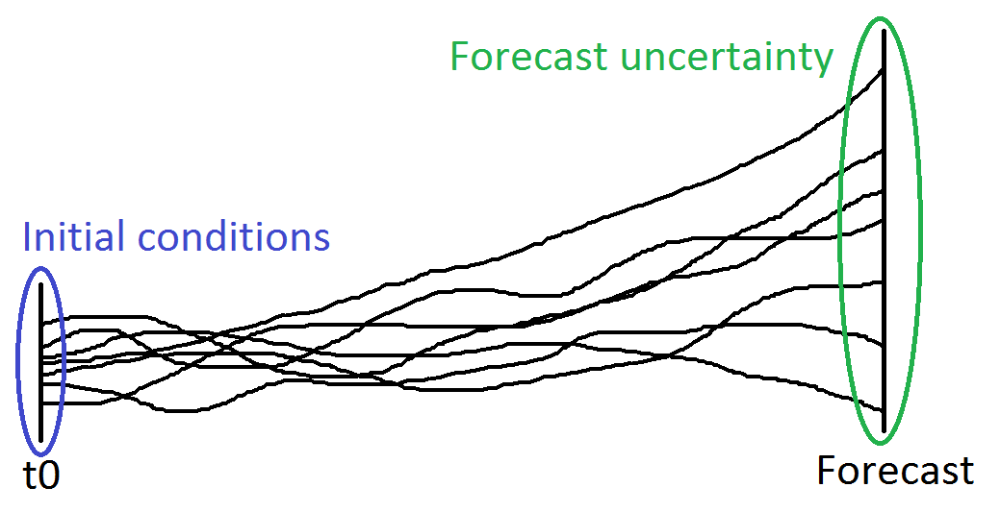 Forecast uncertainty
Initial conditions
t0
Forecast